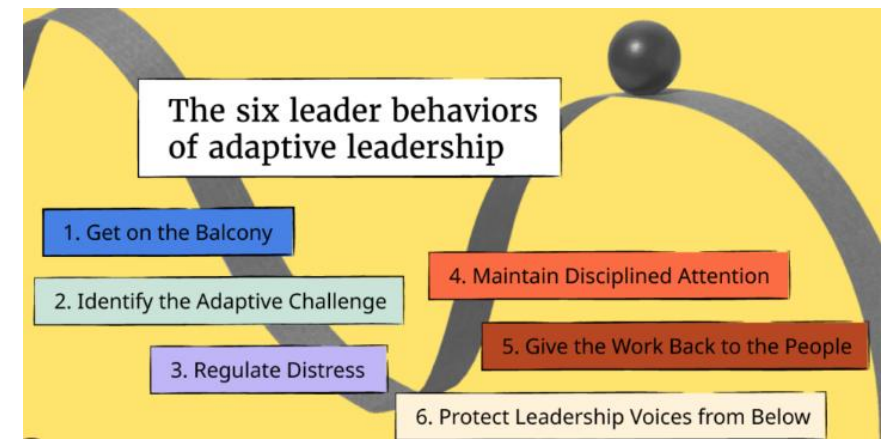 The six leader behaviors
of adaptive leadership
1. Get on the Balcony
2. Identify the Adaptive Challenge
3. Regulate Distress
4. Maintain Disciplined Attention
5. Give the Work Back to the People
6. Protect Leadership Voices from Below